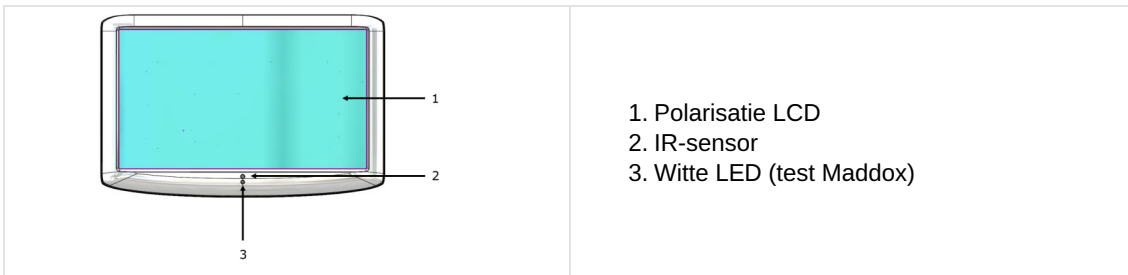 1
2
3
1. Polarisatie LCD
2. IR-sensor
3. Witte LED (test Maddox)